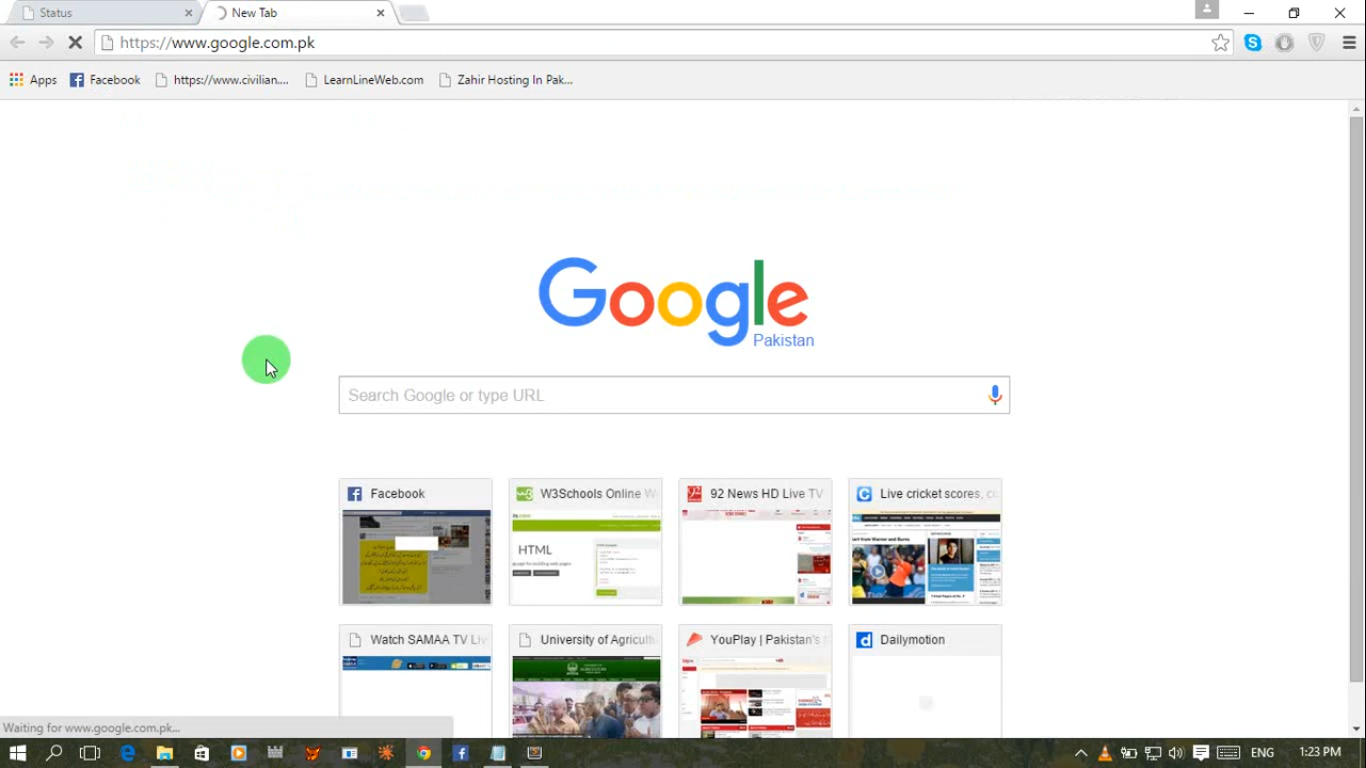 Status
New Tab
https://www.google.com.pk
Apps
Facebook
https://www.civilian....
LearnLineWeb.com
Zahir Hosting In Pak...
Google
Pakistan
Search Google or type URL
Facebook
W3Schools Online W
92 News HD Live TV
Live cricket scores, co
HTML
Watch SAMAA TV Liv
University of Agricultu
YouPlay | Pakistan's
Dailymotion
Waiting for www.google.com.pk...
ENG
1:23 PM